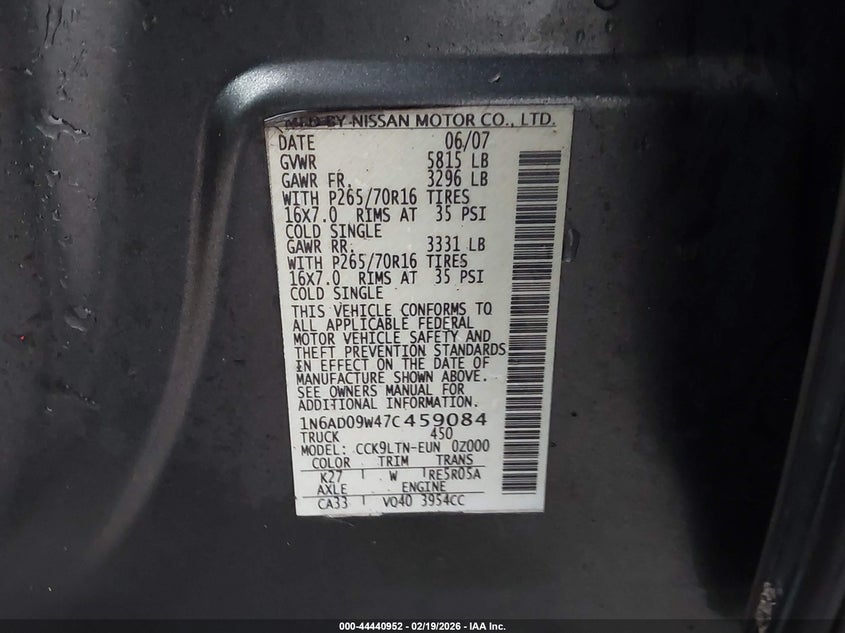 MFD BY NISSAN MOTOR CO., LTD.
DATE 06/07
GVWR 5815 LB
GAWR FR. 3296 LB
WITH P265/70R16 TIRES
16X7.0 RIMS AT 35 PSI
COLD SINGLE
GAWR RR. 3331 LB
WITH P265/70R16 TIRES
16X7.0 RIMS AT 35 PSI
COLD SINGLE
THIS VEHICLE CONFORMS TO
ALL APPLICABLE FEDERAL
MOTOR VEHICLE SAFETY AND
THEFT PREVENTION STANDARDS
IN EFFECT ON THE DATE OF
MANUFACTURE SHOWN ABOVE.
SEE OWNERS MANUAL FOR
ADDITIONAL INFORMATION.
1N6AD09W47C459084
TRUCK 450
MODEL: CCK9LTN-EUN 0Z000
COLOR TRIM TRANS
K27 W RE5R05A
AXLE ENGINE
CA33 VQ40 3954CC
000-44440952 - 02/19/2026 - IAA Inc.